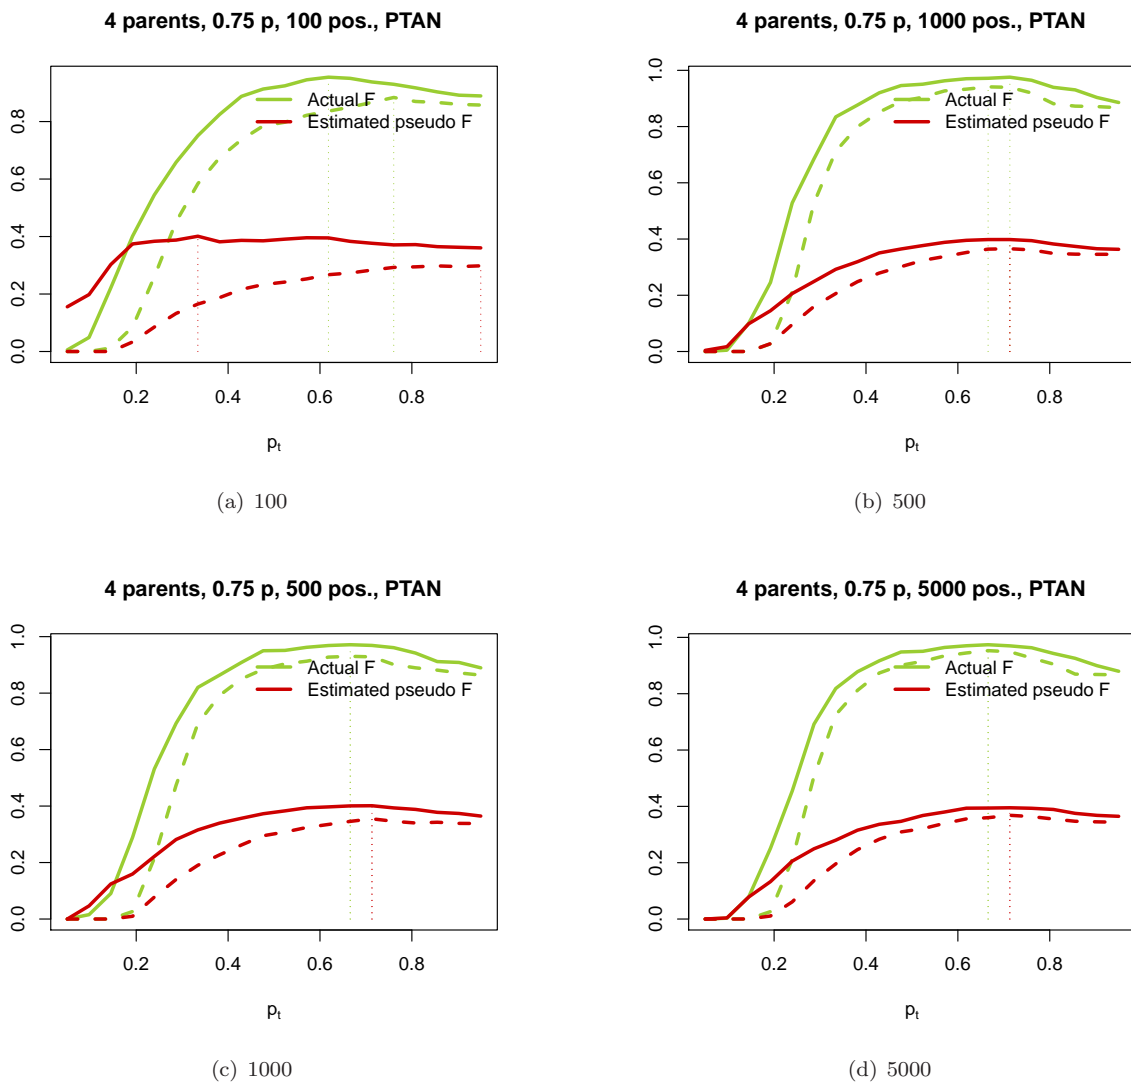 4 parents, 0.75 p, 100 pos., PTAN
Actual F
Estimated pseudo F
0.0 0.2 0.4 0.6 0.8
0.2 0.4 0.6 0.8
pₜ
(a) 100
4 parents, 0.75 p, 1000 pos., PTAN
Actual F
Estimated pseudo F
0.0 0.2 0.4 0.6 0.8 1.0
0.2 0.4 0.6 0.8
pₜ
(b) 500
4 parents, 0.75 p, 500 pos., PTAN
Actual F
Estimated pseudo F
0.0 0.2 0.4 0.6 0.8 1.0
0.2 0.4 0.6 0.8
pₜ
(c) 1000
4 parents, 0.75 p, 5000 pos., PTAN
Actual F
Estimated pseudo F
0.0 0.2 0.4 0.6 0.8 1.0
0.2 0.4 0.6 0.8
pₜ
(d) 5000